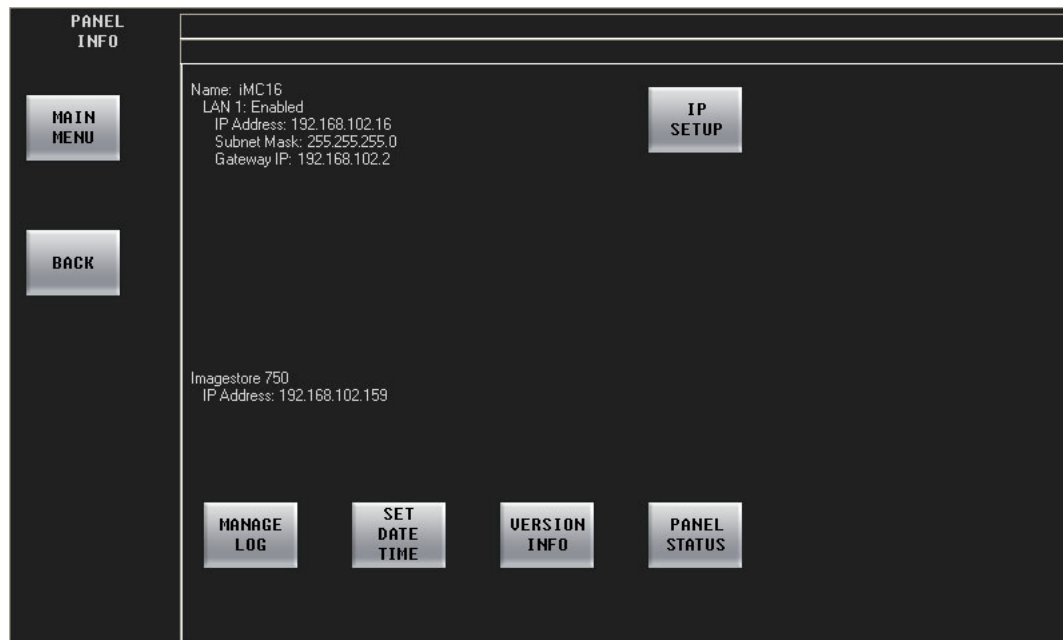 PANEL
INFO
MAIN
MENU
BACK
Name: iMC16
LAN 1: Enabled
IP Address: 192.168.102.16
Subnet Mask: 255.255.255.0
Gateway IP: 192.168.102.2
IP
SETUP
Imagestore 750
IP Address: 192.168.102.159
MANAGE
LOG
SET
DATE
TIME
VERSION
INFO
PANEL
STATUS